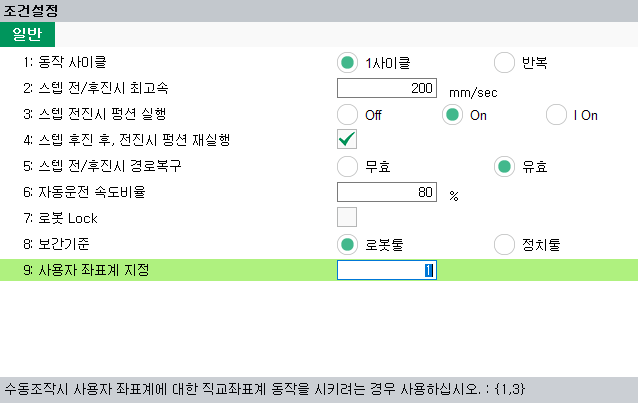 조건설정
일반
1: 동작 사이클 1사이클 반복
2: 스텝 전/후진시 최고속 200 mm/sec
3: 스텝 전진시 펑션 실행 Off On I On
4: 스텝 후진 후, 전진시 펑션 재실행
5: 스텝 전/후진시 경로복구 무효 유효
6: 자동운전 속도비율 80 %
7: 로봇 Lock
8: 보간기준 로봇툴 정치툴
9: 사용자 좌표계 지정 1
수동조작시 사용자 좌표계에 대한 직교좌표계 동작을 시키려는 경우 사용하십시오. : {1,3}